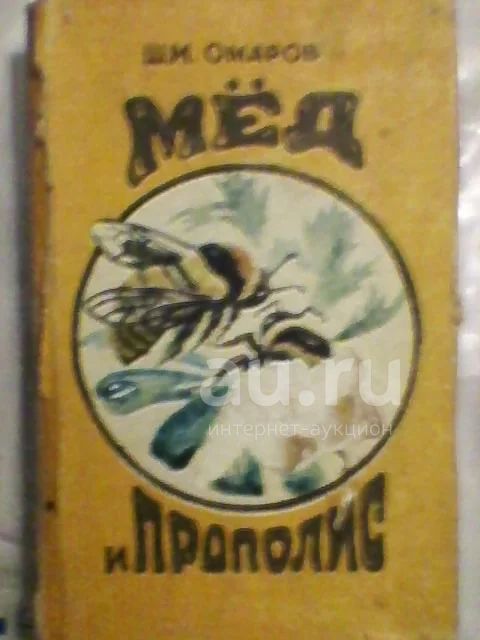 Ш.И. ОМАРОВ
МЁД
au.ru
интернет-аукцион
и ПРОПОЛИС